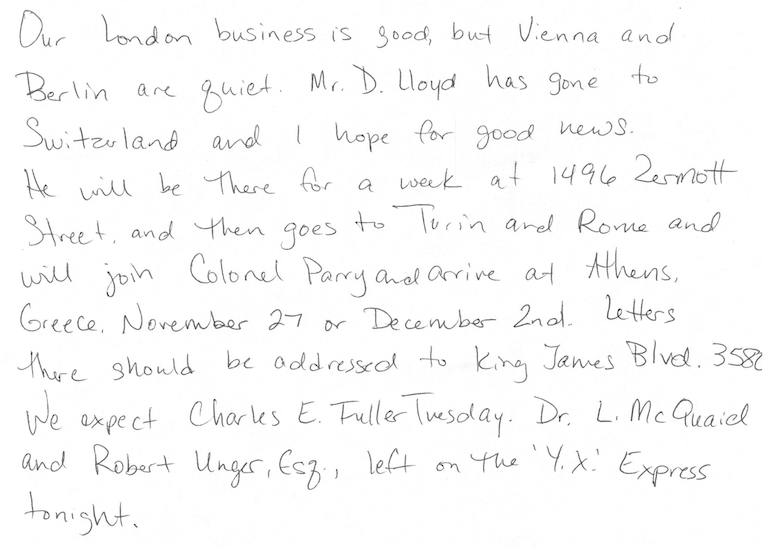 Our London business is good, but Vienna and
Berlin are quiet. Mr. D. Lloyd has gone to
Switzerland and I hope for good news.
He will be there for a week at 1496 Zermott
Street, and then goes to Turin and Rome and
will join Colonel Parry and arrive at Athens,
Greece, November 27 or December 2nd. Letters
there should be addressed to King James Blvd. 3580
We expect Charles E. Fuller Tuesday. Dr. L. McQuaid
and Robert Unger, Esq., left on the 'Y.X.' Express
tonight.